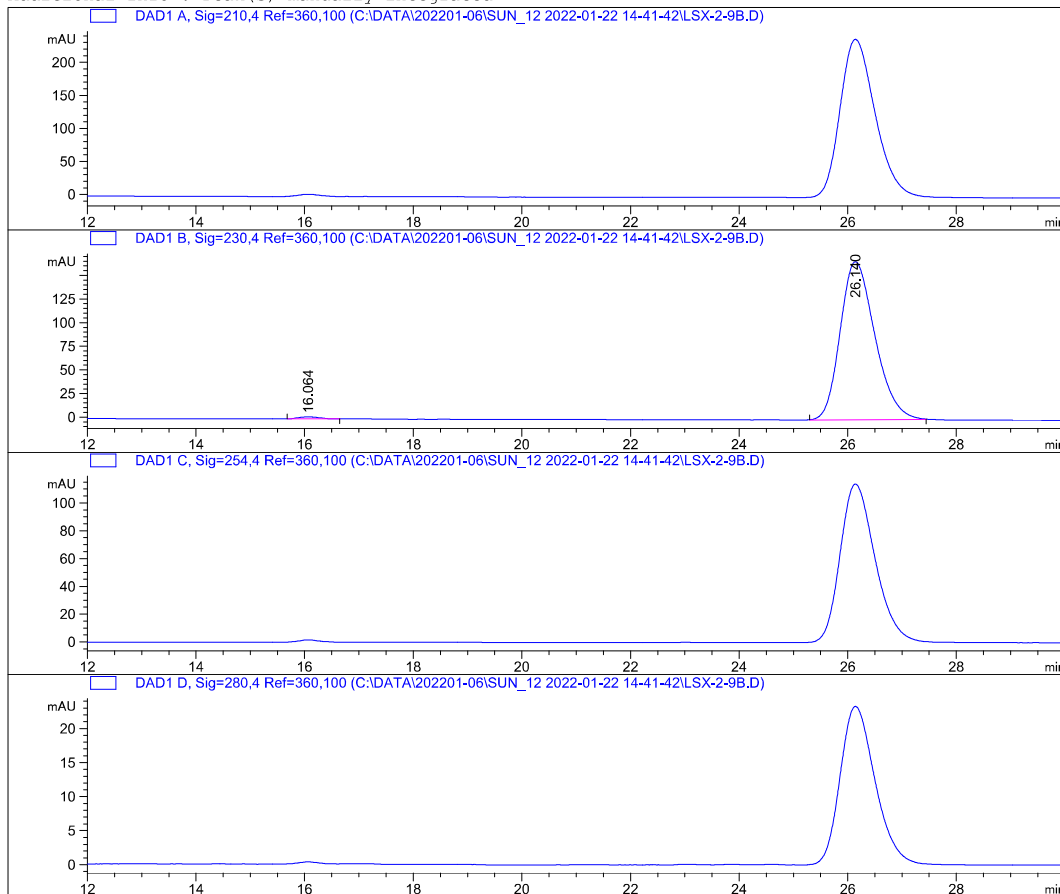 DAD1 A, Sig=210,4 Ref=360,100 (C:\DATA\202201-06\SUN_12 2022-01-22 14-41-42\LSX-2-9B.D)
mAU
200
150
100
50
0
12 14 16 18 20 22 24 26 28 min
DAD1 B, Sig=230,4 Ref=360,100 (C:\DATA\202201-06\SUN_12 2022-01-22 14-41-42\LSX-2-9B.D)
mAU
26.140
125
100
75
50
25
16.064
0
12 14 16 18 20 22 24 26 28 min
DAD1 C, Sig=254,4 Ref=360,100 (C:\DATA\202201-06\SUN_12 2022-01-22 14-41-42\LSX-2-9B.D)
mAU
100
80
60
40
20
0
12 14 16 18 20 22 24 26 28 min
DAD1 D, Sig=280,4 Ref=360,100 (C:\DATA\202201-06\SUN_12 2022-01-22 14-41-42\LSX-2-9B.D)
mAU
20
15
10
5
0
12 14 16 18 20 22 24 26 28 min